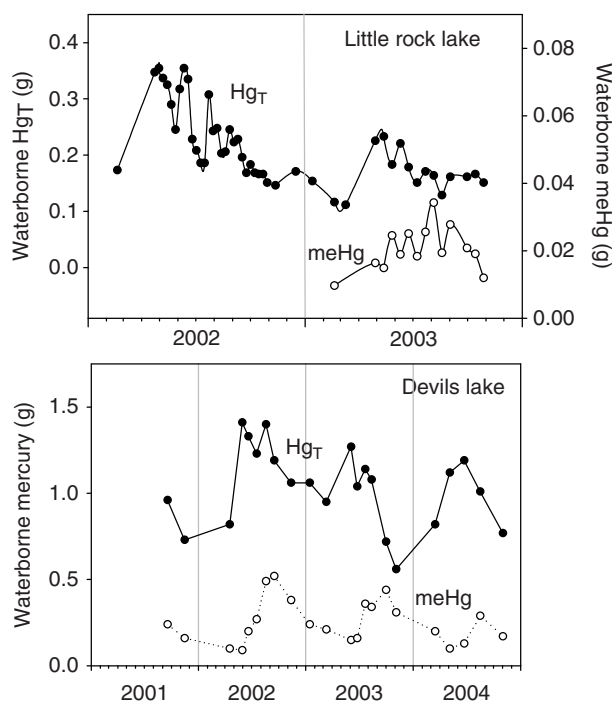 Little rock lake
Waterborne HgT (g)
Waterborne meHg (g)
0.4
0.3
0.2
0.1
0.0
0.08
0.06
0.04
0.02
0.00
HgT
meHg
2002 2003
Devils lake
Waterborne mercury (g)
1.5
1.0
0.5
0.0
HgT
meHg
2001 2002 2003 2004